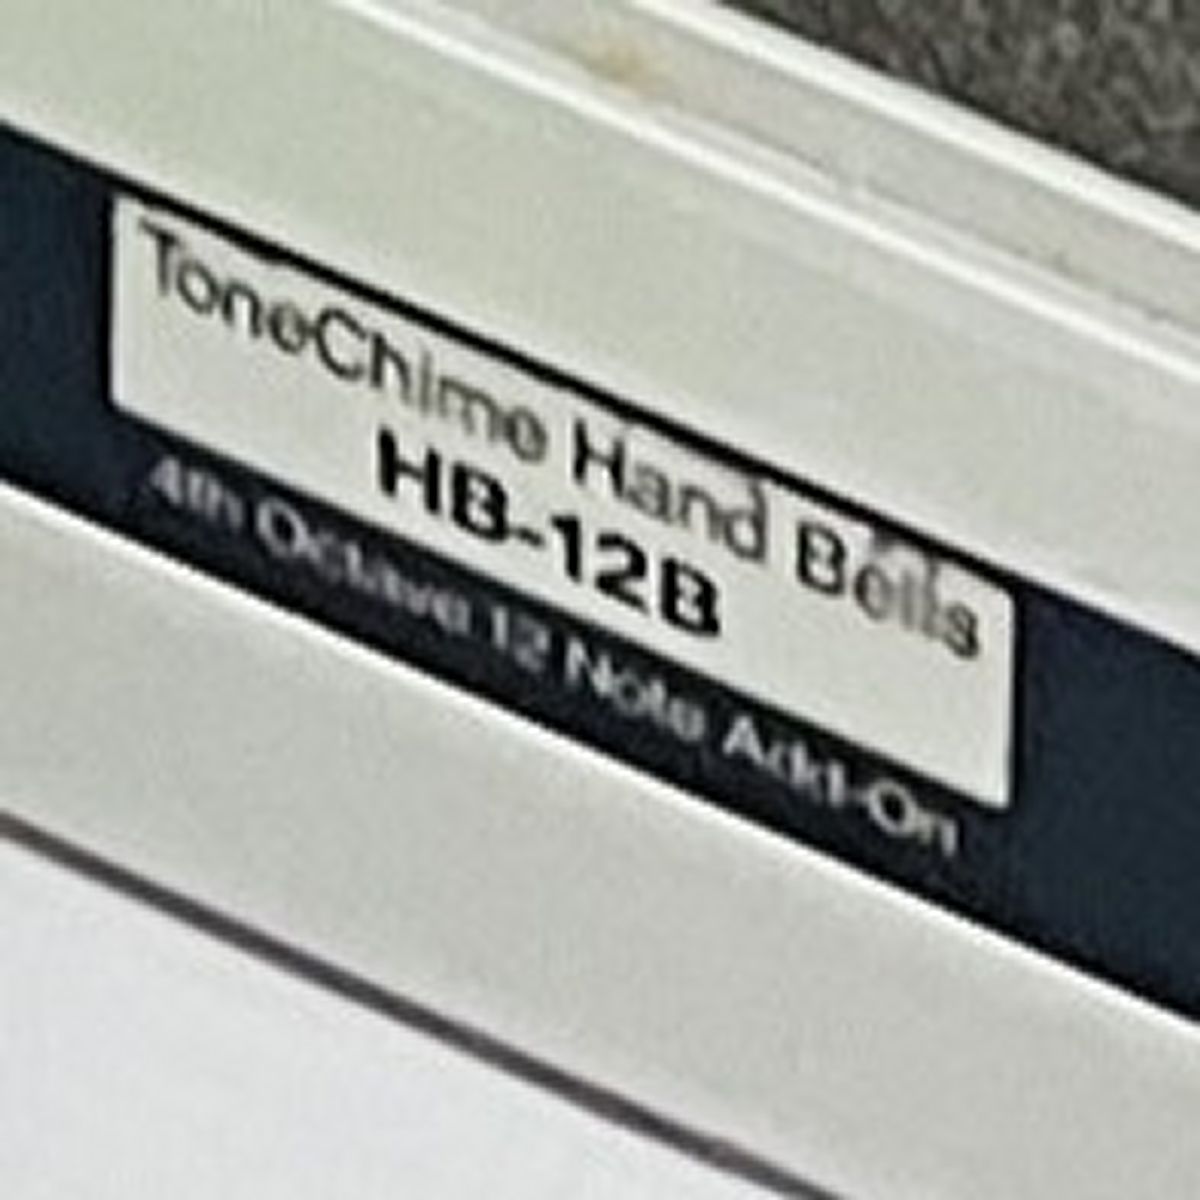 ToneChime Hand Bells
HB-12B
4th Octave 12 Note Add-On